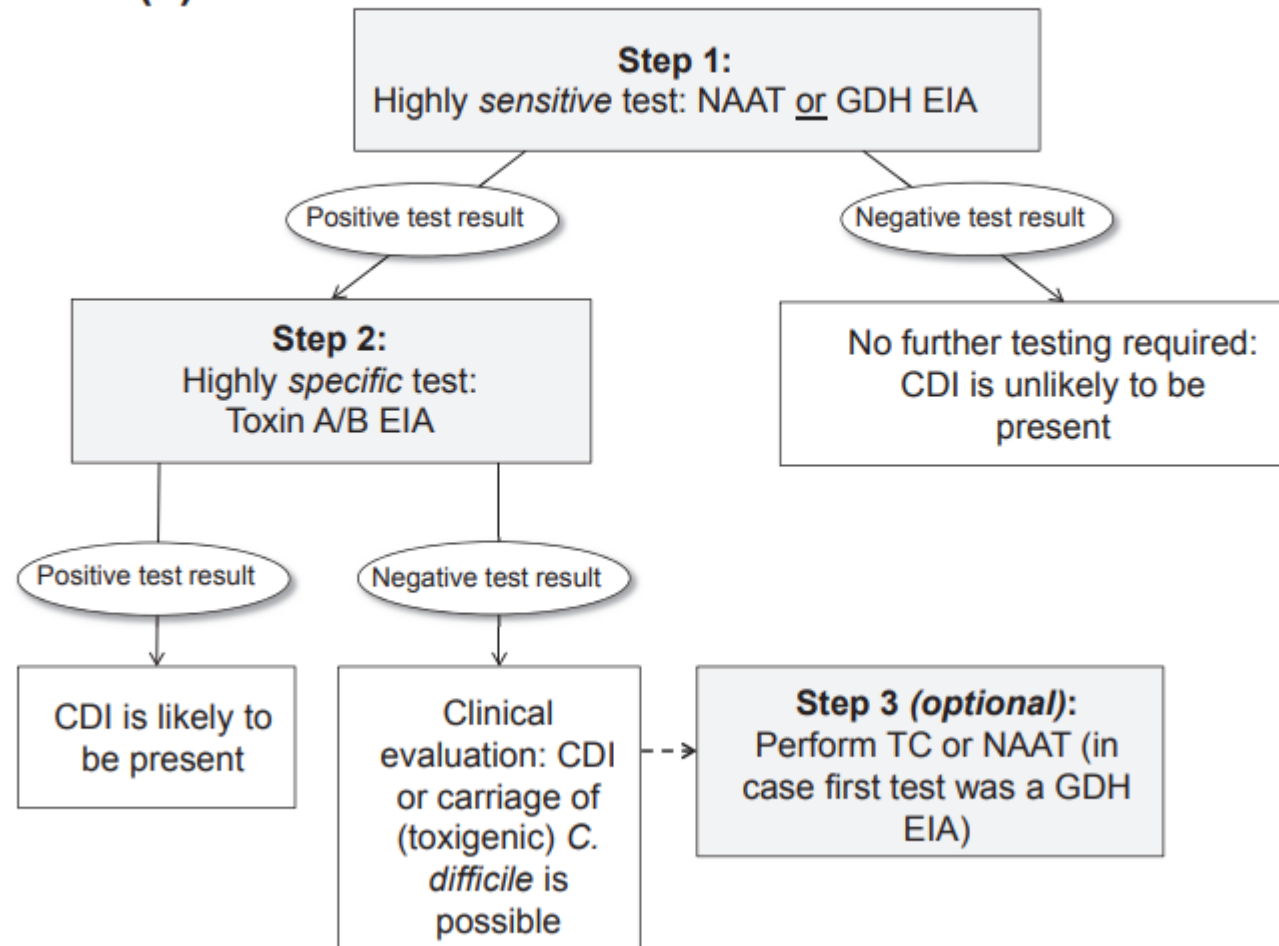 Step 1:
Highly sensitive test: NAAT or GDH EIA
Positive test result
Negative test result
Step 2:
Highly specific test:
Toxin A/B EIA
No further testing required:
CDI is unlikely to be
present
Positive test result
Negative test result
CDI is likely to
be present
Clinical
evaluation: CDI
or carriage of
(toxigenic) C.
difficile is
possible
Step 3 (optional):
Perform TC or NAAT (in
case first test was a GDH
EIA)